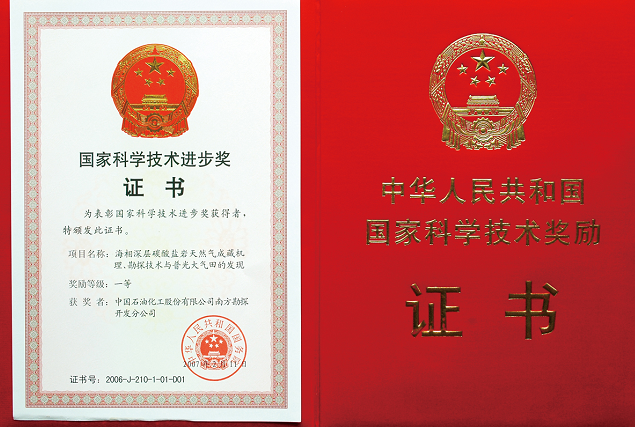 国家科学技术进步奖
证书
为表彰国家科学技术进步奖获得者，
特颁发此证书。
项目名称： 海相深层碳酸盐岩天然气成藏机
理、勘探技术与普光大气田的发现
奖励等级： 一等
获 奖 者： 中国石油化工股份有限公司南方勘探
开发分公司
中华人民共和国国务院
证书号： 2006-J-210-1-01-001
中华人民共和国
国家科学技术奖励
证书